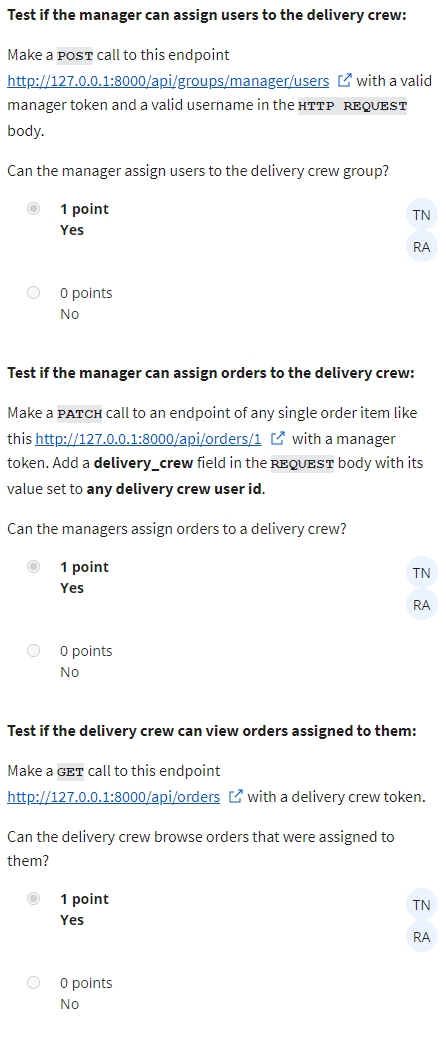 Test if the manager can assign users to the delivery crew:
Make a POST call to this endpoint
http://127.0.0.1:8000/api/groups/manager/users with a valid
manager token and a valid username in the HTTP REQUEST
body.
Can the manager assign users to the delivery crew group?
1 point
Yes
TN
RA
0 points
No
Test if the manager can assign orders to the delivery crew:
Make a PATCH call to an endpoint of any single order item like
this http://127.0.0.1:8000/api/orders/1 with a manager
token. Add a delivery_crew field in the REQUEST body with its
value set to any delivery crew user id.
Can the managers assign orders to a delivery crew?
1 point
Yes
TN
RA
0 points
No
Test if the delivery crew can view orders assigned to them:
Make a GET call to this endpoint
http://127.0.0.1:8000/api/orders with a delivery crew token.
Can the delivery crew browse orders that were assigned to
them?
1 point
Yes
TN
RA
0 points
No